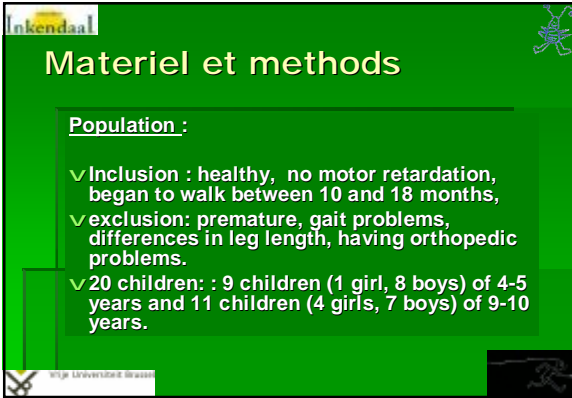 Inkendaal
Materiel et methods
Population :
v Inclusion : healthy, no motor retardation,
began to walk between 10 and 18 months,
v exclusion: premature, gait problems,
differences in leg length, having orthopedic
problems.
v 20 children: : 9 children (1 girl, 8 boys) of 4-5
years and 11 children (4 girls, 7 boys) of 9-10
years.
Vrije Universiteit Brussel